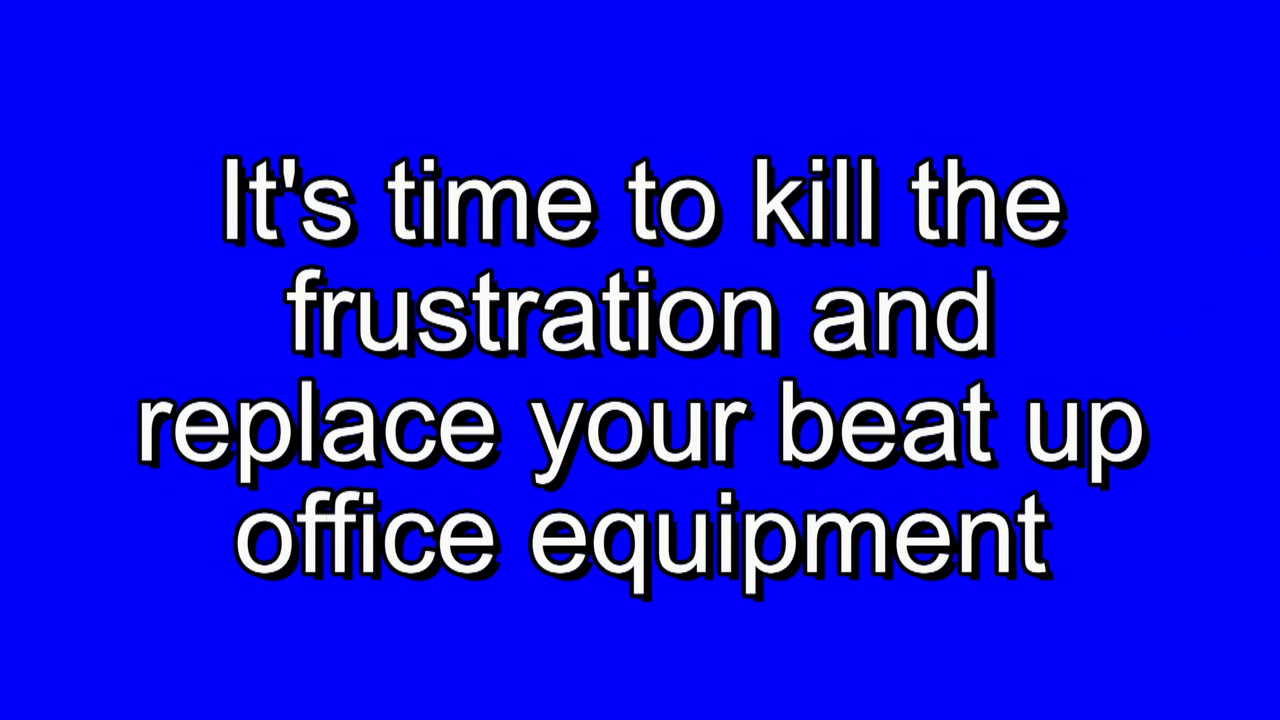 It's time to kill the
frustration and
replace your beat up
office equipment